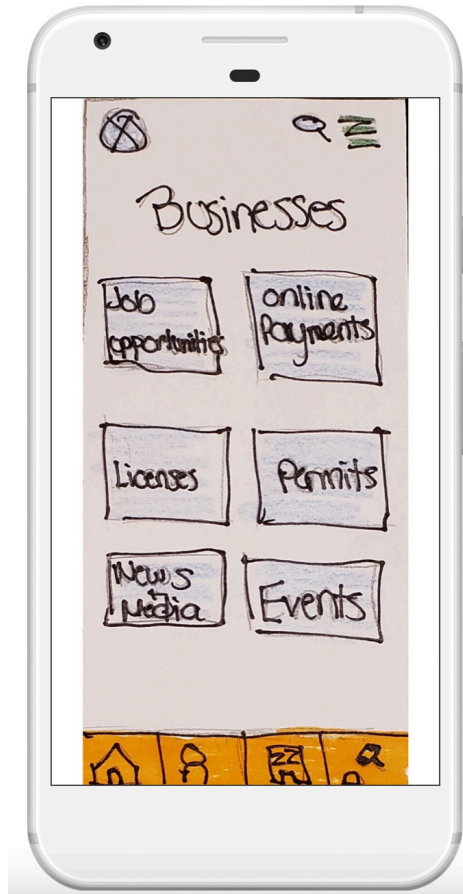 Businesses
Job
opportunities
online
Payments
Licenses
Permits
News
&
Media
Events